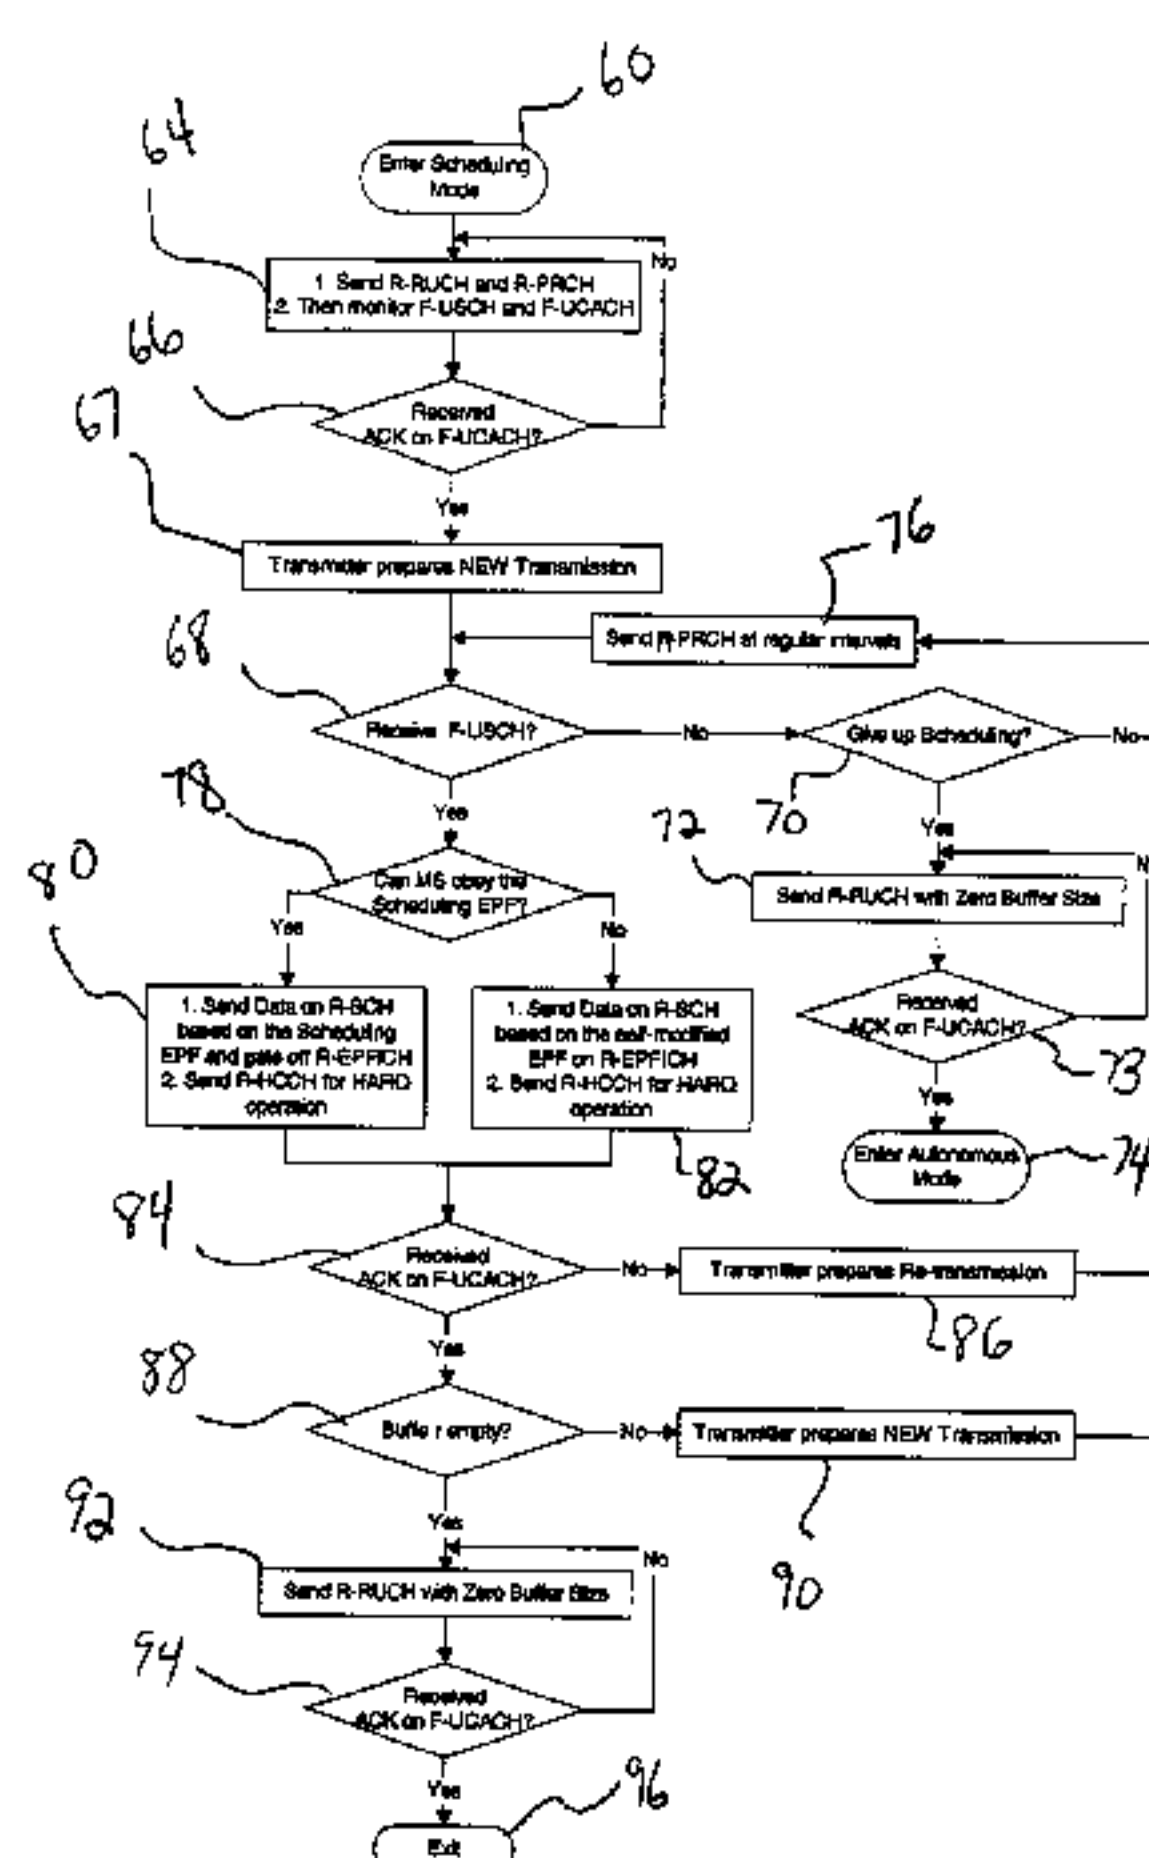 60
64
Enter Scheduling
Mode
No
1. Send R-RUCH and R-PRCH
2. Then monitor F-USCH and F-UCACH
66
67
Received
ACK on F-UCACH?
Yes
76
Transmitter prepares NEW Transmission
68
Send R-PRCH at regular intervals
Receive F-USCH?
No
Give up Scheduling?
No
78
70
72
Yes
Yes
80
Can MS obey the
Scheduling EPF?
Send R-RUCH with Zero Buffer Size
Yes
No
1. Send Data on R-SCH
based on the Scheduling
EPF and gate off R-EPFICH
2. Send R-HCCH for HARQ
operation
1. Send Data on R-SCH
based on the self-modified
EPF on R-EPFICH
2. Send R-HCCH for HARQ
operation
Received
ACK on F-UCACH?
73
Yes
Enter Autonomous
Mode
74
82
84
Received
ACK on F-UCACH?
No
Transmitter prepares Re-transmission
86
Yes
88
Buffer empty?
No
Transmitter prepares NEW Transmission
92
Yes
90
No
Send R-RUCH with Zero Buffer Size
94
Received
ACK on F-UCACH?
Yes
96
Exit